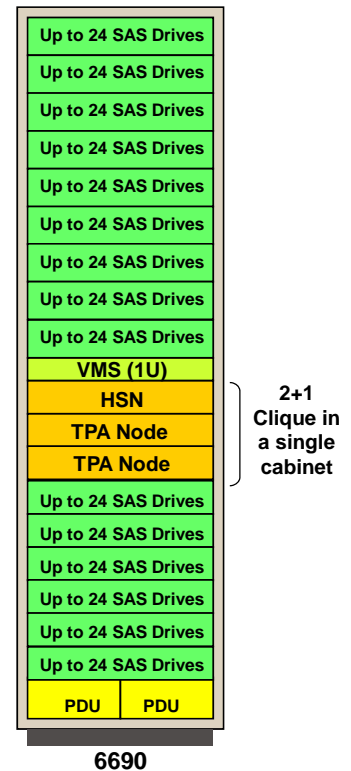 Up to 24 SAS Drives
Up to 24 SAS Drives
Up to 24 SAS Drives
Up to 24 SAS Drives
Up to 24 SAS Drives
Up to 24 SAS Drives
Up to 24 SAS Drives
Up to 24 SAS Drives
Up to 24 SAS Drives
VMS (1U)
HSN
TPA Node
TPA Node
2+1
Clique in
a single
cabinet
Up to 24 SAS Drives
Up to 24 SAS Drives
Up to 24 SAS Drives
Up to 24 SAS Drives
Up to 24 SAS Drives
Up to 24 SAS Drives
PDU PDU
6690